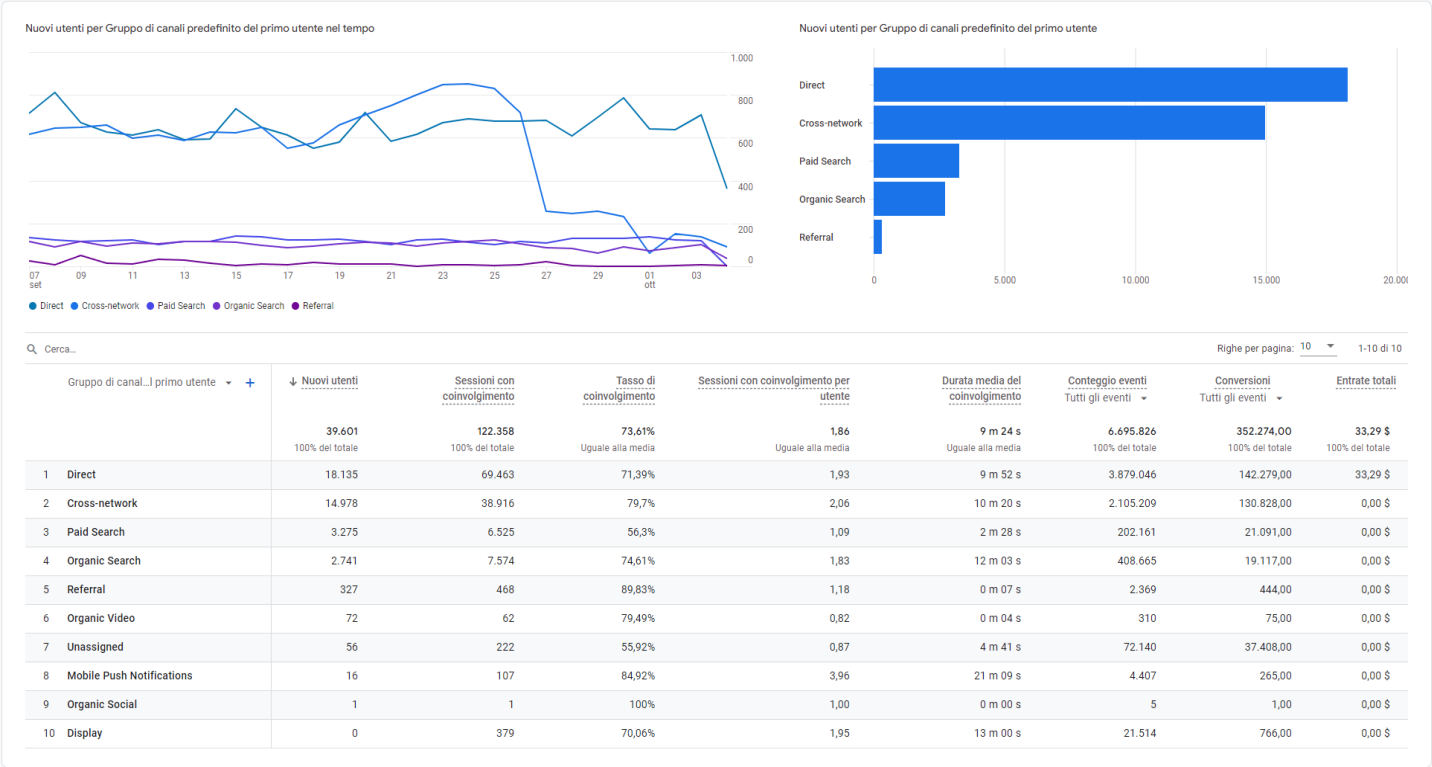 Nuovi utenti per Gruppo di canali predefinito del primo utente nel tempo
1.000
800
600
400
200
0
07 09 11 13 15 17 19 21 23 25 27 29 01 03
set ott
Direct Cross-network Paid Search Organic Search Referral
Nuovi utenti per Gruppo di canali predefinito del primo utente
Direct
Cross-network
Paid Search
Organic Search
Referral
0 5.000 10.000 15.000 20.000
Cerca...
Righe per pagina: 10 1-10 di 10
Gruppo di canal...l primo utente + Nuovi utenti Sessioni con Tasso di Sessioni con coinvolgimento per Durata media del Conteggio eventi Conversioni Entrate totali
coinvolgimento coinvolgimento utente coinvolgimento Tutti gli eventi Tutti gli eventi
39.601 122.358 73,61% 1,86 9 m 24 s 6.695.826 352.274,00 33,29 $
100% del totale 100% del totale Uguale alla media Uguale alla media Uguale alla media 100% del totale 100% del totale 100% del totale
1 Direct 18.135 69.463 71,39% 1,93 9 m 52 s 3.879.046 142.279,00 33,29 $
2 Cross-network 14.978 38.916 79,7% 2,06 10 m 20 s 2.105.209 130.828,00 0,00 $
3 Paid Search 3.275 6.525 56,3% 1,09 2 m 28 s 202.161 21.091,00 0,00 $
4 Organic Search 2.741 7.574 74,61% 1,83 12 m 03 s 408.665 19.117,00 0,00 $
5 Referral 327 468 89,83% 1,18 0 m 07 s 2.369 444,00 0,00 $
6 Organic Video 72 62 79,49% 0,82 0 m 04 s 310 75,00 0,00 $
7 Unassigned 56 222 55,92% 0,87 4 m 41 s 72.140 37.408,00 0,00 $
8 Mobile Push Notifications 16 107 84,92% 3,96 21 m 09 s 4.407 265,00 0,00 $
9 Organic Social 1 1 100% 1,00 0 m 00 s 5 1,00 0,00 $
10 Display 0 379 70,06% 1,95 13 m 00 s 21.514 766,00 0,00 $